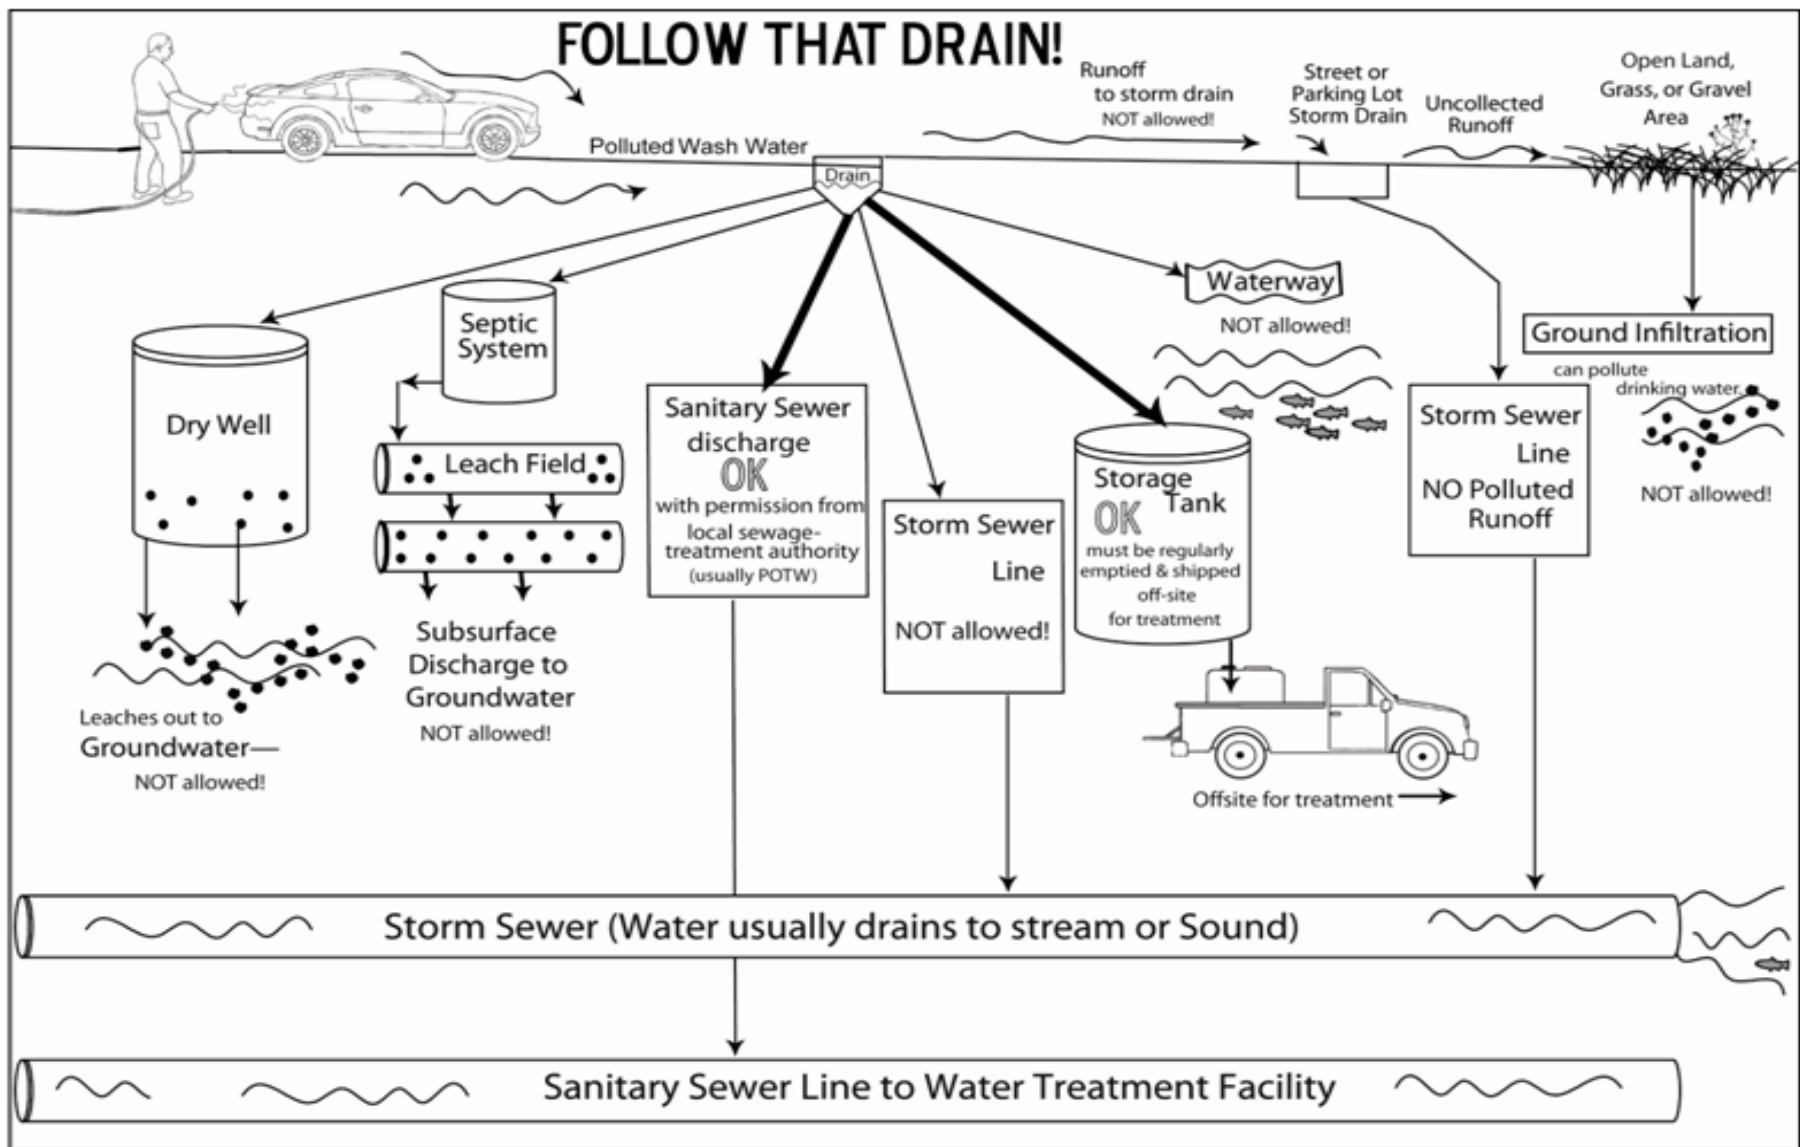 FOLLOW THAT DRAIN!
Polluted Wash Water
Drain
Runoff
to storm drain
NOT allowed!
Street or
Parking Lot
Storm Drain
Uncollected
Runoff
Open Land,
Grass, or Gravel
Area
Dry Well
Leaches out to
Groundwater—
NOT allowed!
Septic
System
Leach Field
Subsurface
Discharge to
Groundwater
NOT allowed!
Sanitary Sewer
discharge
OK
with permission from
local sewage-
treatment authority
(usually POTW)
Storm Sewer
Line
NOT allowed!
Storage
Tank
OK
must be regularly
emptied & shipped
off-site
for treatment
Offsite for treatment
Waterway
NOT allowed!
Storm Sewer
Line
NO Polluted
Runoff
Ground Infiltration
can pollute
drinking water.
NOT allowed!
Storm Sewer (Water usually drains to stream or Sound)
Sanitary Sewer Line to Water Treatment Facility